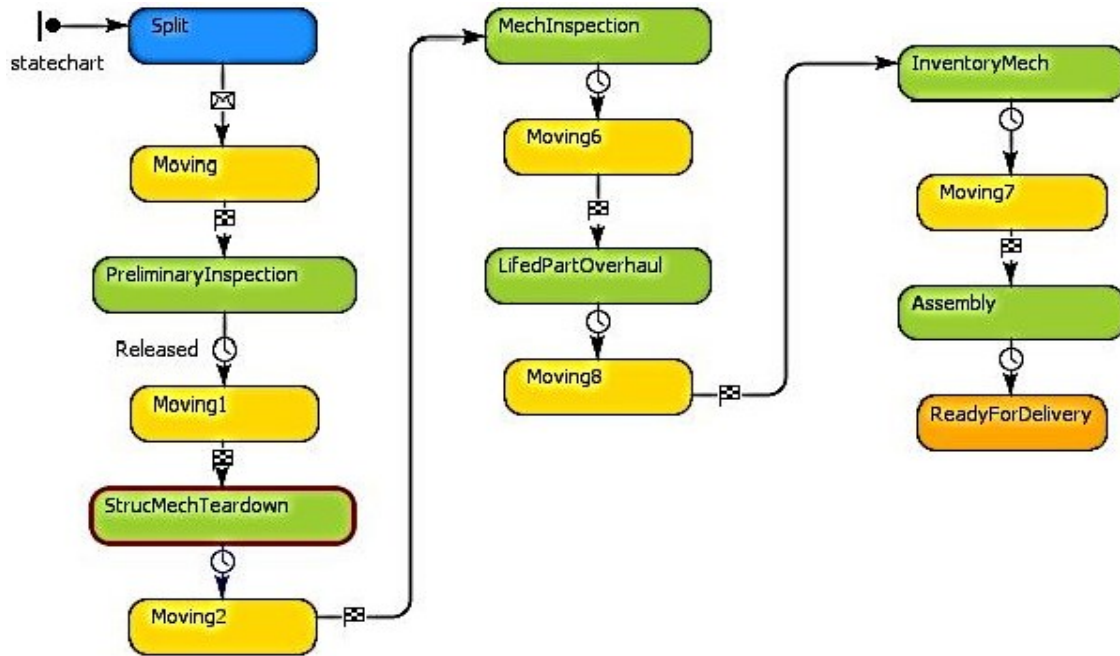 Split
statechart
Moving
PreliminaryInspection
Released
Moving1
StrucMechTeardown
Moving2
MechInspection
Moving6
LifedPartOverhaul
Moving8
InventoryMech
Moving7
Assembly
ReadyForDelivery